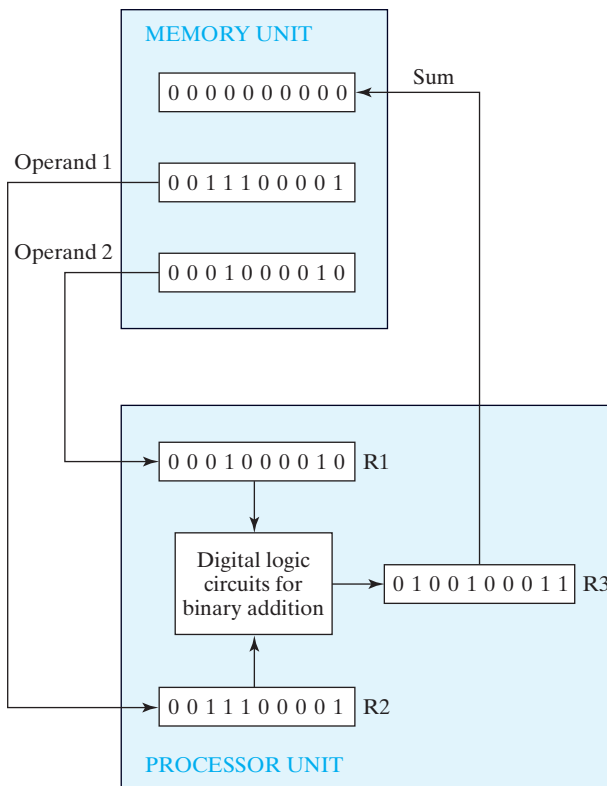 MEMORY UNIT
Sum
0 0 0 0 0 0 0 0 0 0
Operand 1
0 0 1 1 1 0 0 0 0 1
Operand 2
0 0 0 1 0 0 0 0 1 0
0 0 0 1 0 0 0 0 1 0 R1
Digital logic
circuits for
binary addition
0 1 0 0 1 0 0 0 1 1 R3
0 0 1 1 1 0 0 0 0 1 R2
PROCESSOR UNIT